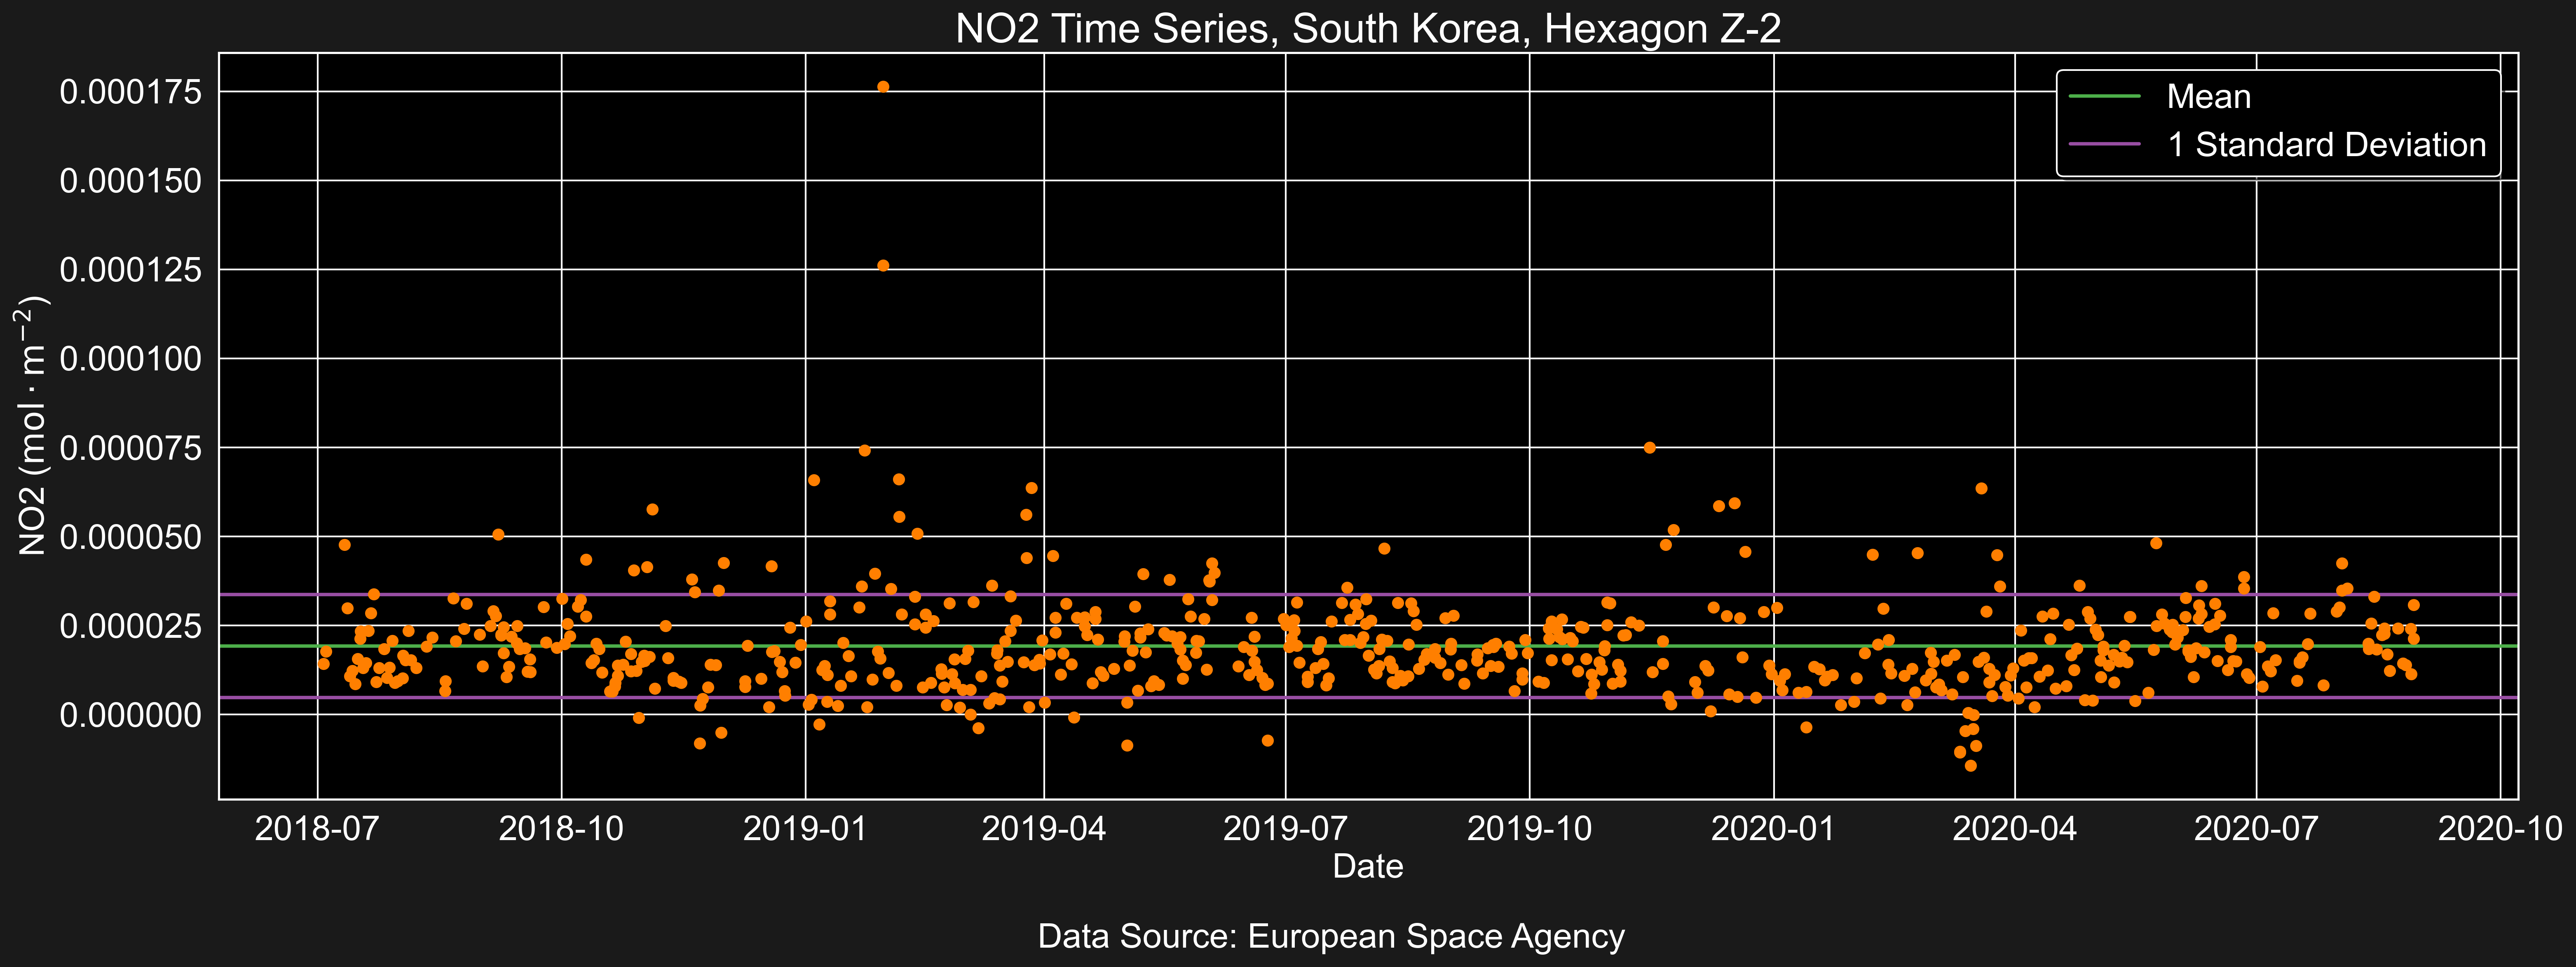 NO2 Time Series, South Korea, Hexagon Z-2
NO2 (mol · m⁻²)
0.000175
0.000150
0.000125
0.000100
0.000075
0.000050
0.000025
0.000000
Mean
1 Standard Deviation
2018-07 2018-10 2019-01 2019-04 2019-07 2019-10 2020-01 2020-04 2020-07 2020-10
Date
Data Source: European Space Agency